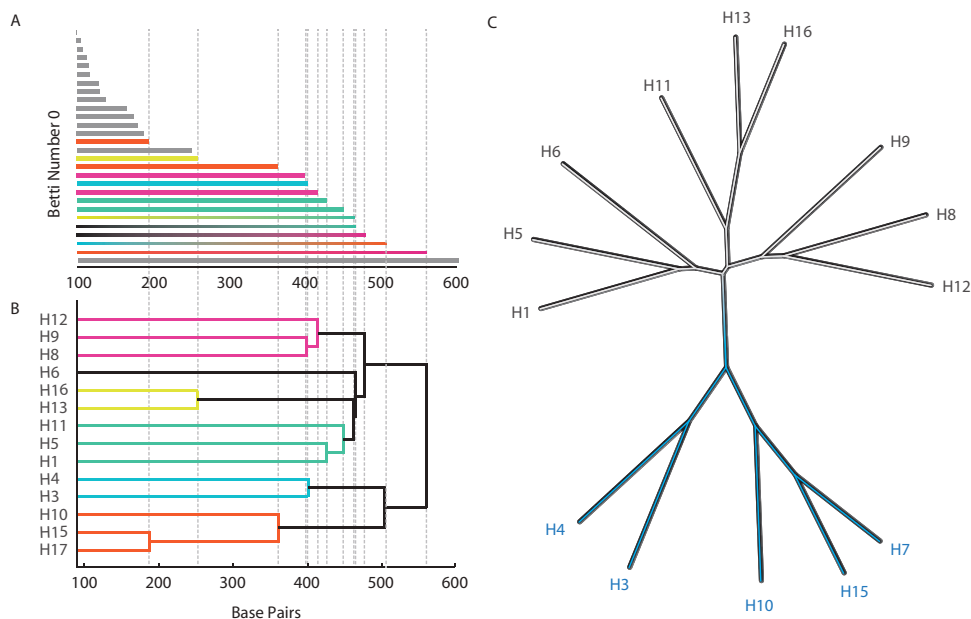 A
Betti Number 0
100 200 300 400 500 600
B
H12
H9
H8
H6
H16
H13
H11
H5
H1
H4
H3
H10
H15
H17
100 200 300 400 500 600
Base Pairs
C
H13
H16
H11
H9
H6
H8
H5
H12
H1
H4
H7
H3
H15
H10